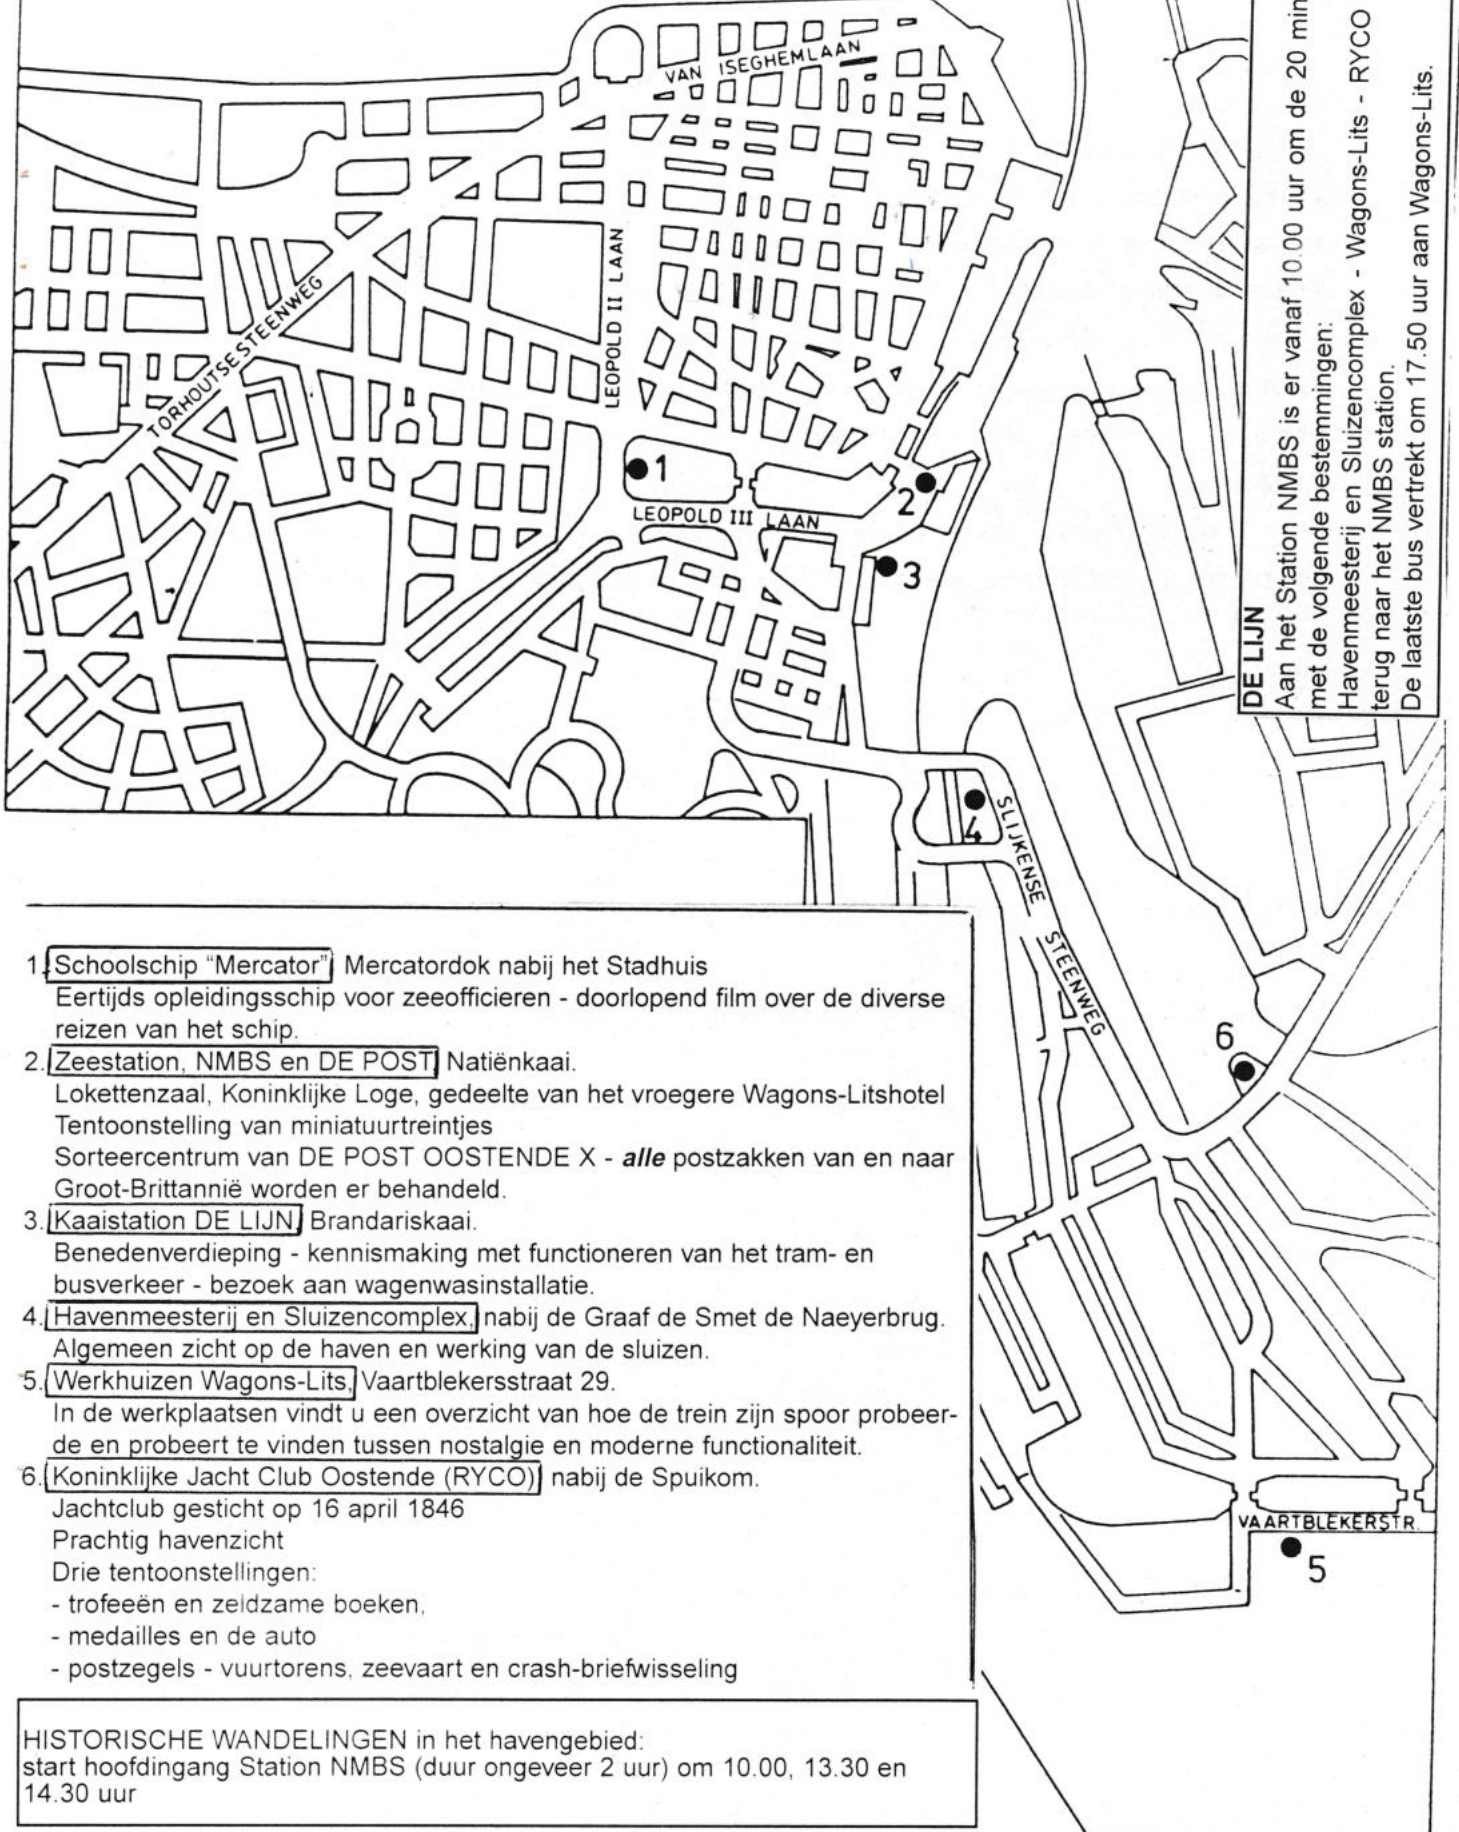 VAN ISEGHEMLAAN
LEOPOLD II LAAN
TORHOUTSESTEENWEG
1
LEOPOLD III LAAN
2
3
4
SLIJKENSE STEENWEG
6
VAARTBLEKERSTR.
5
DE LIJN
Aan het Station NMBS is er vanaf 10.00 uur om de 20 min
met de volgende bestemmingen:
Havenmeesterij en Sluizencomplex - Wagons-Lits - RYCO
terug naar het NMBS station.
De laatste bus vertrekt om 17.50 uur aan Wagons-Lits.
1. Schoolschip “Mercator” Mercatordok nabij het Stadhuis
Eertijds opleidingsschip voor zeeofficieren - doorlopend film over de diverse
reizen van het schip.
2. Zeestation, NMBS en DE POST, Natiënkaai.
Lokettenzaal, Koninklijke Loge, gedeelte van het vroegere Wagons-Litshotel
Tentoonstelling van miniatuurtreintjes
Sorteercentrum van DE POST OOSTENDE X - alle postzakken van en naar
Groot-Brittannië worden er behandeld.
3. Kaaistation DE LIJN, Brandariskaai.
Benedenverdieping - kennismaking met functioneren van het tram- en
busverkeer - bezoek aan wagenwasinstallatie.
4. Havenmeesterij en Sluizencomplex, nabij de Graaf de Smet de Naeyerbrug.
Algemeen zicht op de haven en werking van de sluizen.
5. Werkhuizen Wagons-Lits, Vaartblekersstraat 29.
In de werkplaatsen vindt u een overzicht van hoe de trein zijn spoor probeer-
de en probeert te vinden tussen nostalgie en moderne functionaliteit.
6. Koninklijke Jacht Club Oostende (RYCO) nabij de Spuikom.
Jachtclub gesticht op 16 april 1846
Prachtig havenzicht
Drie tentoonstellingen:
- trofeeën en zeldzame boeken,
- medailles en de auto
- postzegels - vuurtorens, zeevaart en crash-briefwisseling
HISTORISCHE WANDELINGEN in het havengebied:
start hoofdingang Station NMBS (duur ongeveer 2 uur) om 10.00, 13.30 en
14.30 uur